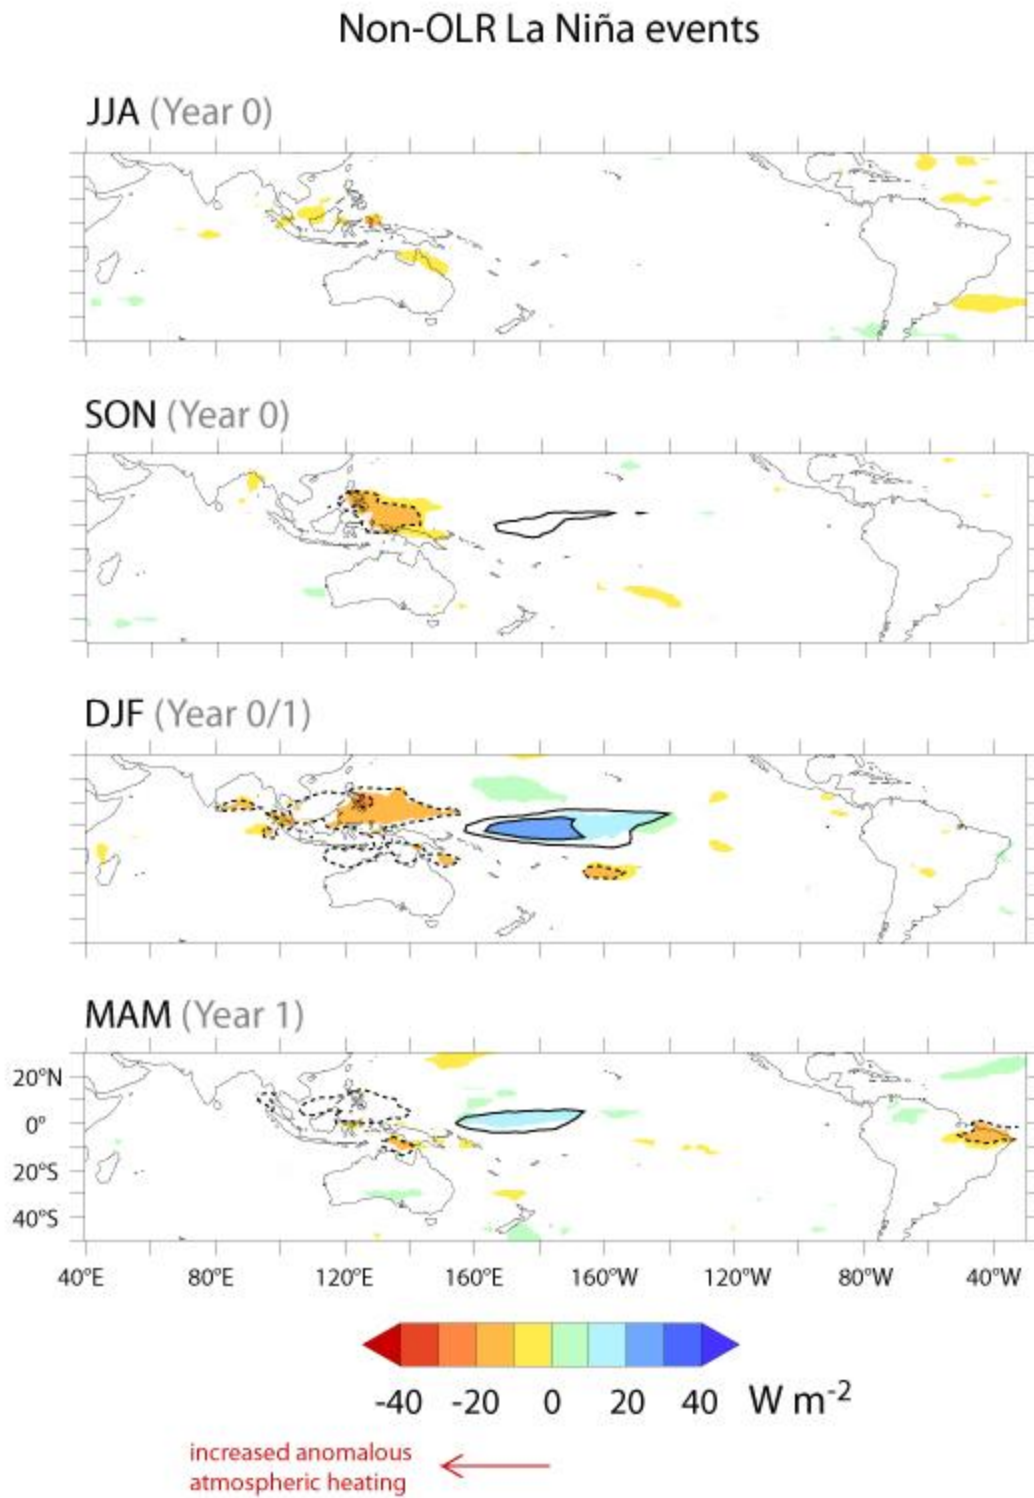 Non-OLR La Niña events
JJA (Year 0)
SON (Year 0)
DJF (Year 0/1)
MAM (Year 1)
20°N
0°
20°S
40°S
40°E 80°E 120°E 160°E 160°W 120°W 80°W 40°W
-40 -20 0 20 40 W m-2
increased anomalous
atmospheric heating